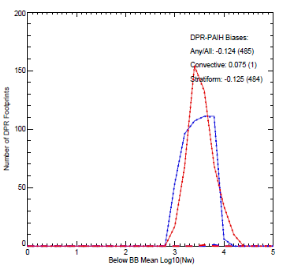 DPR-PAIH Biases:
Any/All: -0.124 (485)
Convective: 0.075 (1)
Stratiform: -0.125 (484)
200
150
100
50
0
Number of DPR Footprints
0 1 2 3 4 5
Below BB Mean Log10(Nw)